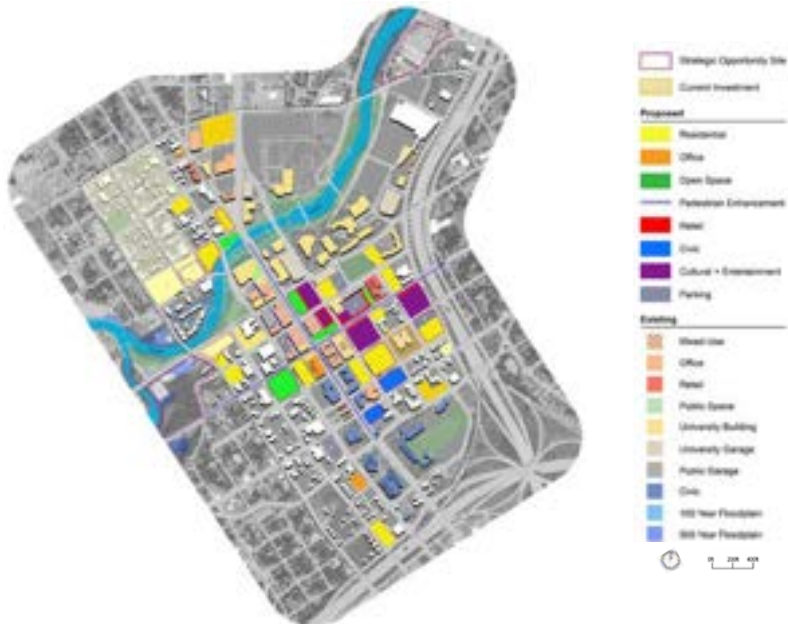 Strategic Opportunity Site
Current Investment
Proposed
Residential
Office
Open Space
Pedestrian Enhancement
Retail
Civic
Cultural + Entertainment
Parking
Existing
Mixed Use
Office
Retail
Public Space
University Building
University Garage
Public Garage
Civic
100 Year Floodplain
500 Year Floodplain